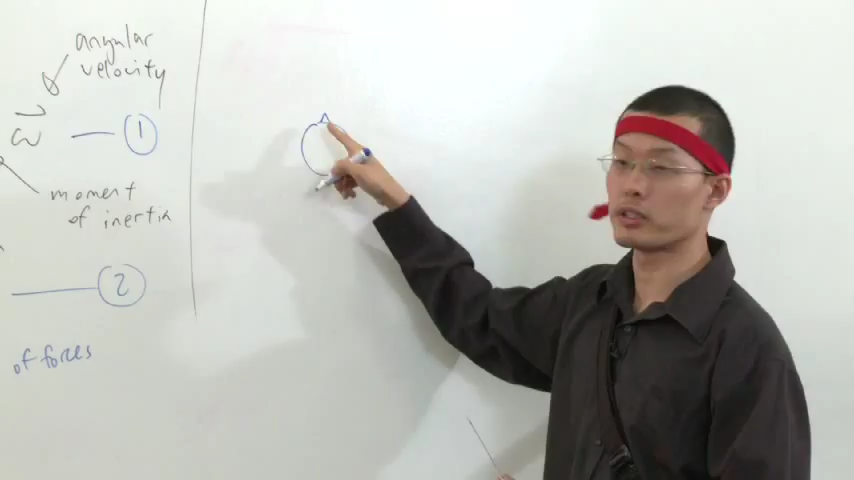 angular
velocity
ω — 1
moment
of inertia
2
of forces